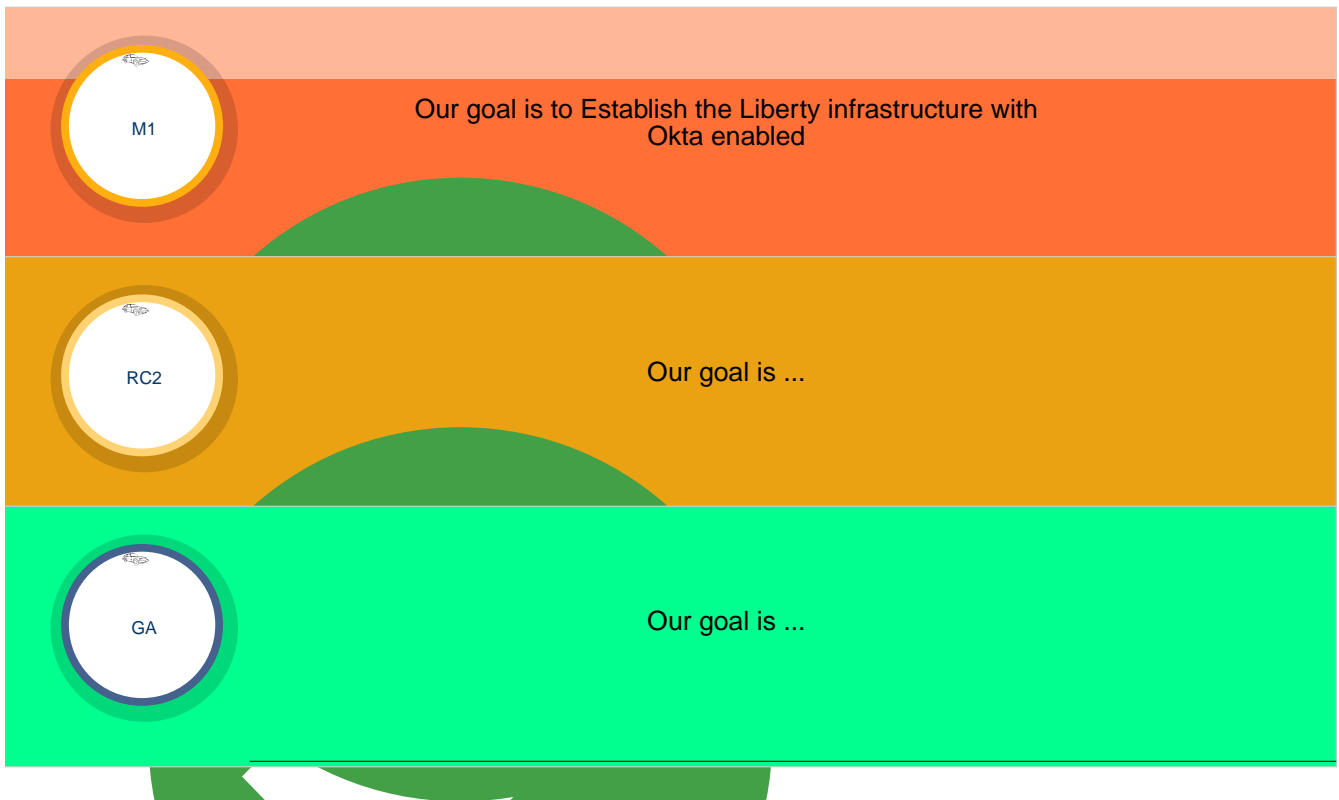 M1
Our goal is to Establish the Liberty infrastructure with
Okta enabled
RC2
Our goal is ...
GA
Our goal is ...